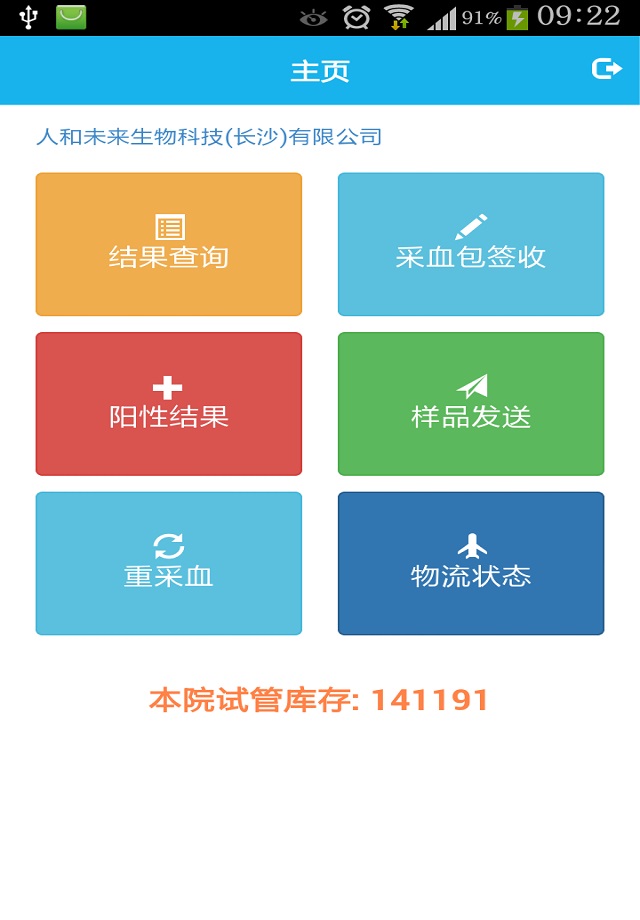 91% 09:22
主页
人和未来生物科技(长沙)有限公司
结果查询
采血包签收
阳性结果
样品发送
重采血
物流状态
本院试管库存: 141191